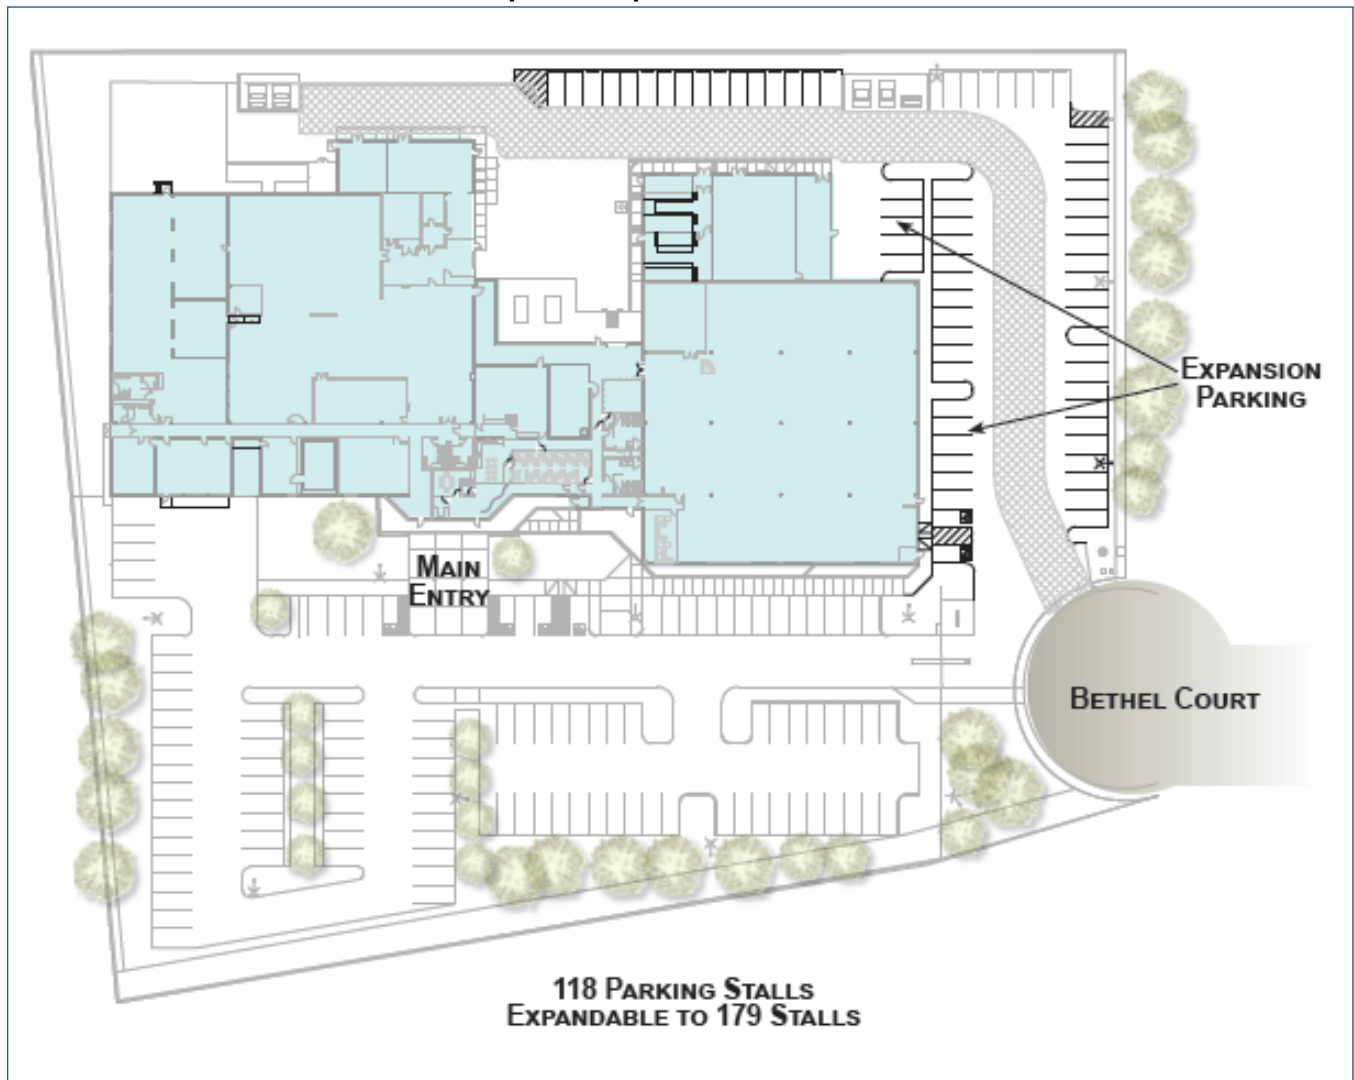 Expansion
Parking
Main
Entry
Bethel Court
118 Parking Stalls
Expandable to 179 Stalls